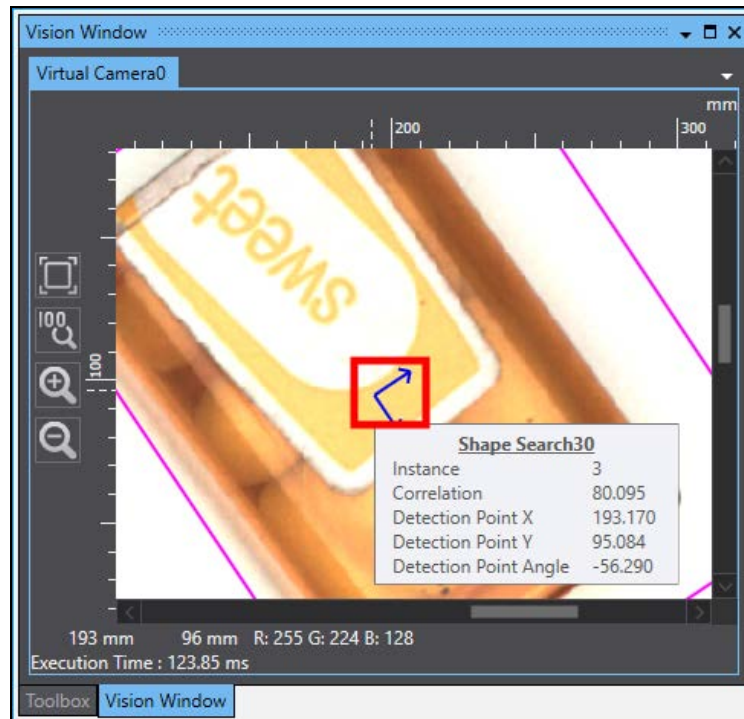 Vision Window
Virtual Camera0
mm
200
300
100
100
sweet
Shape Search30
Instance 3
Correlation 80.095
Detection Point X 193.170
Detection Point Y 95.084
Detection Point Angle -56.290
193 mm 96 mm R: 255 G: 224 B: 128
Execution Time : 123.85 ms
Toolbox Vision Window